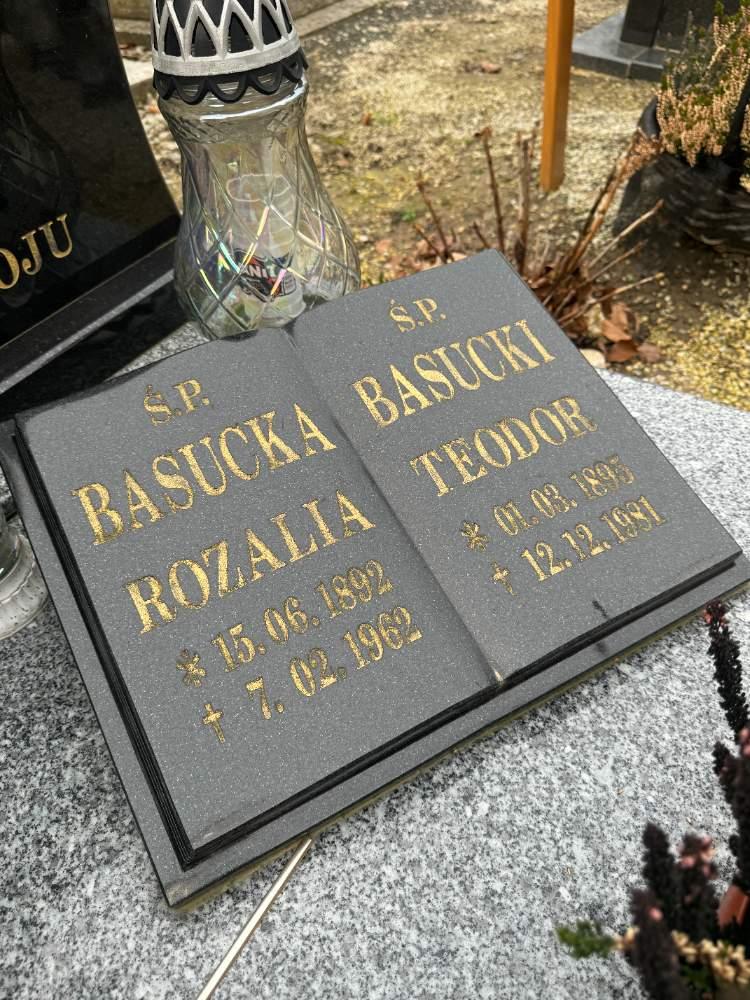 OJU
Ś.P.
BASUCKA
ROZALIA
* 15. 06. 1892
† 7. 02. 1962
Ś.P.
BASUCKI
TEODOR
* 01. 03. 1895
† 12. 12. 1981